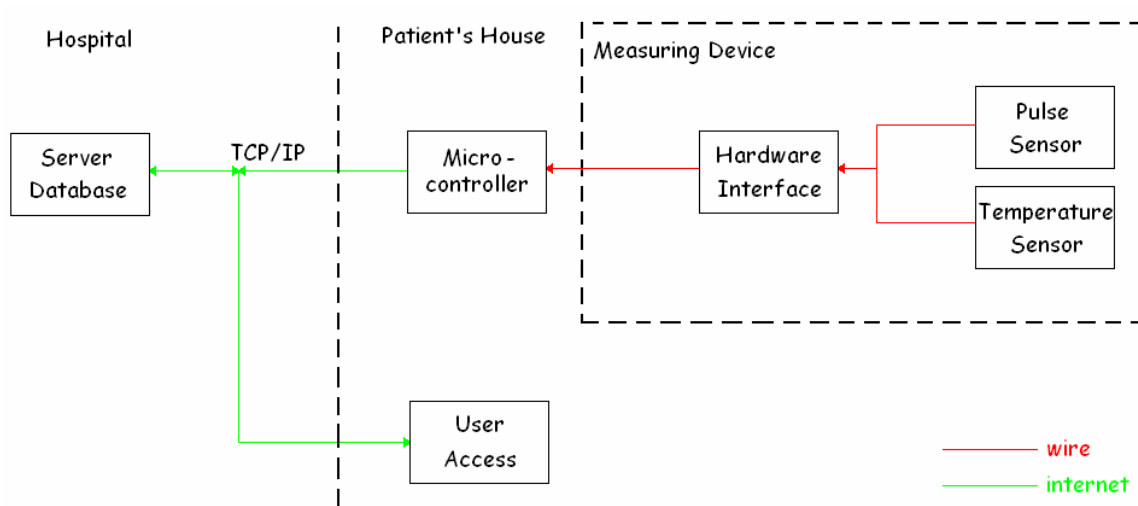 Hospital
Patient's House
Measuring Device
Server
Database
TCP/IP
Micro-
controller
Hardware
Interface
Pulse
Sensor
Temperature
Sensor
User
Access
wire
internet